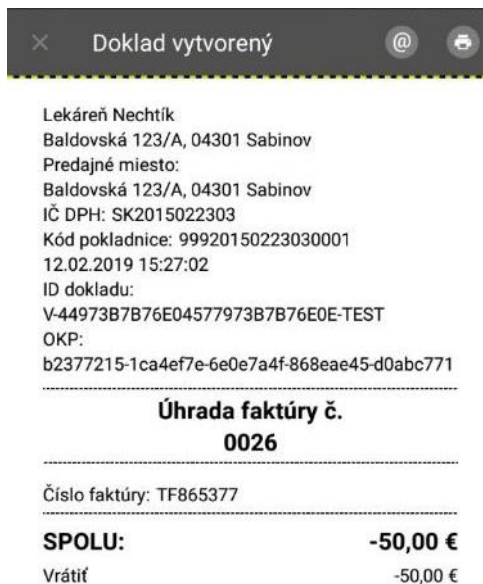 Doklad vytvorený
Lekáreň Nechtík
Baldovská 123/A, 04301 Sabinov
Predajné miesto:
Baldovská 123/A, 04301 Sabinov
IČ DPH: SK2015022303
Kód pokladnice: 99920150223030001
12.02.2019 15:27:02
ID dokladu:
V-44973B7B76E04577973B7B76E0E-TEST
OKP:
b2377215-1ca4ef7e-6e0e7a4f-868eae45-d0abc771
Úhrada faktúry č.
0026
Číslo faktúry: TF865377
SPOLU: -50,00 €
Vrátiť -50,00 €